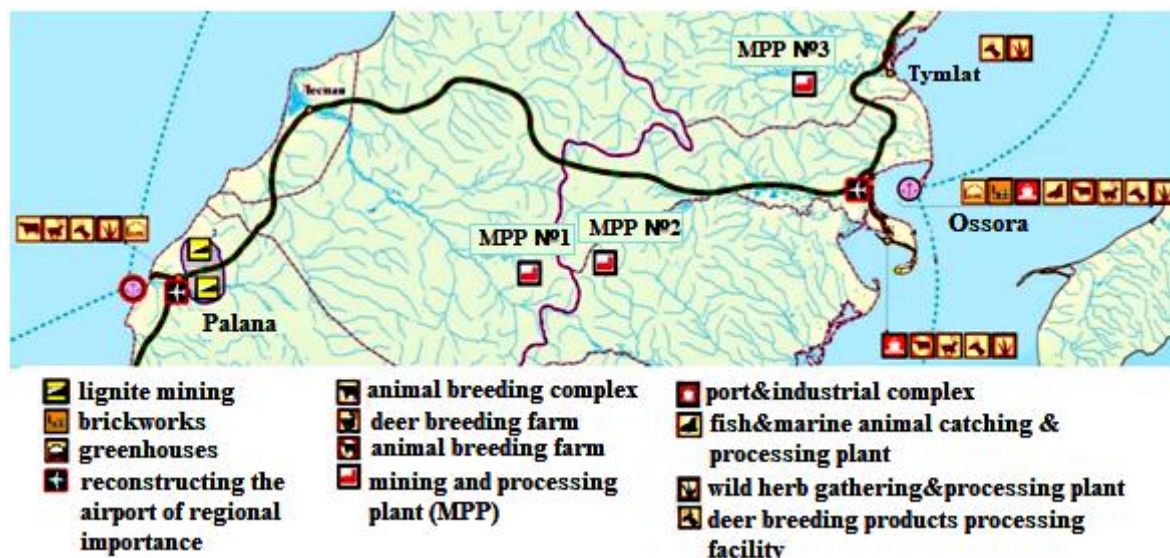 MPP №3
Tymlat
Лесная
MPP №1
MPP №2
Ossora
Palana
lignite mining
brickworks
greenhouses
reconstructing the
airport of regional
importance
animal breeding complex
deer breeding farm
animal breeding farm
mining and processing
plant (MPP)
port&industrial complex
fish&marine animal catching &
processing plant
wild herb gathering&processing plant
deer breeding products processing
facility